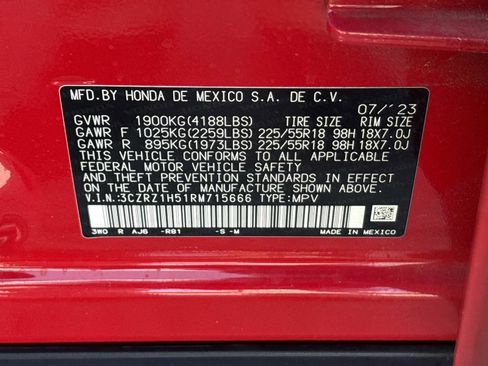 MFD.BY HONDA DE MEXICO S.A. DE C.V.
07/'23
GVWR 1900KG(4188LBS) TIRE SIZE RIM SIZE
GAWR F 1025KG(2259LBS) 225/55R18 98H 18X7.0J
GAWR R 895KG(1973LBS) 225/55R18 98H 18X7.0J
THIS VEHICLE CONFORMS TO ALL APPLICABLE
FEDERAL MOTOR VEHICLE SAFETY
AND THEFT PREVENTION STANDARDS IN EFFECT
ON THE DATE OF MANUFACTURE SHOWN ABOVE.
V.I.N:3CZRZ1H51RM715666 TYPE:MPV
3W0 R AJ6 -R81 -S -M
MADE IN MEXICO